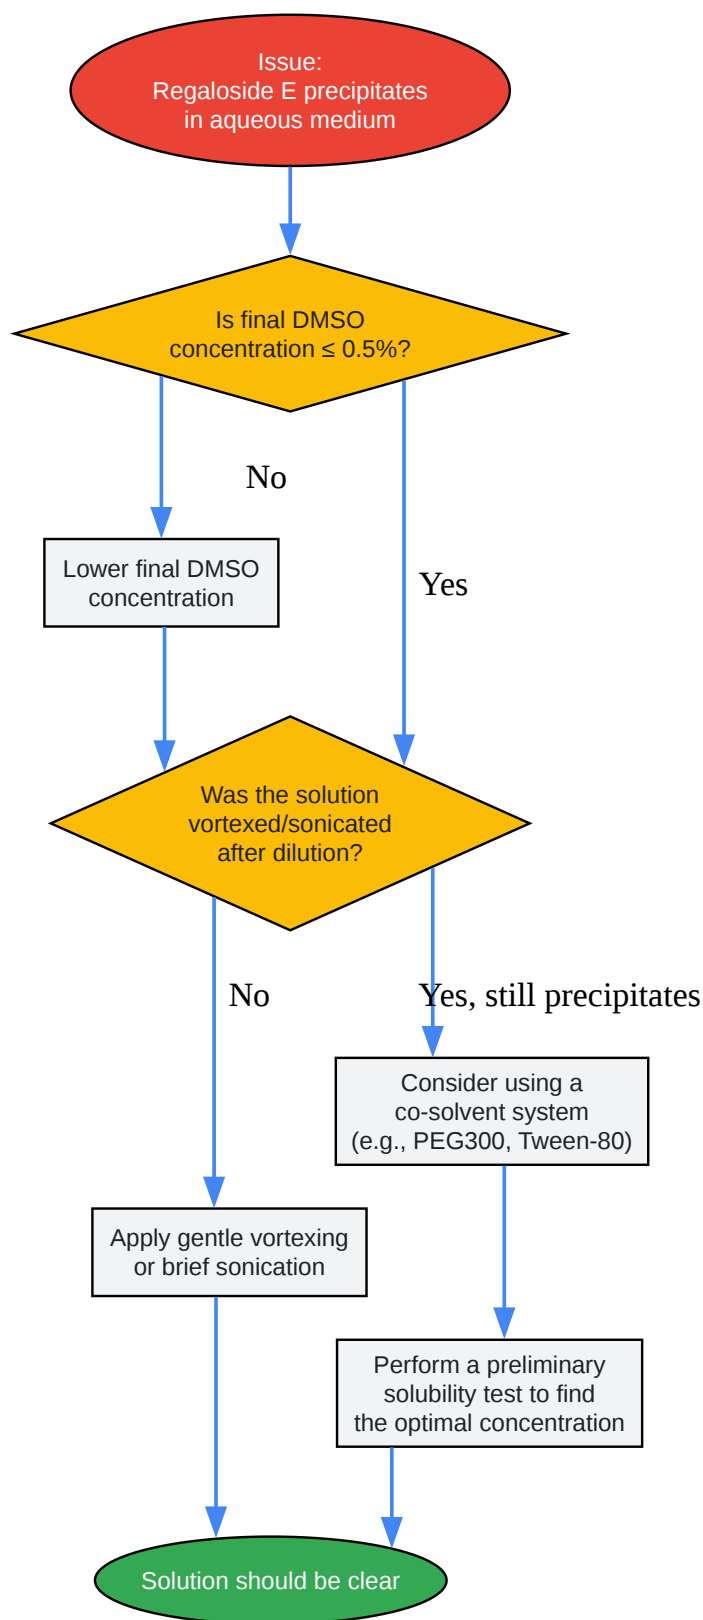 Issue:
Regaloside E precipitates
in aqueous medium
Is final DMSO
concentration ≤ 0.5%?
No
Lower final DMSO
concentration
Yes
Was the solution
vortexed/sonicated
after dilution?
No
Yes, still precipitates
Consider using a
co-solvent system
(e.g., PEG300, Tween-80)
Apply gentle vortexing
or brief sonication
Perform a preliminary
solubility test to find
the optimal concentration
Solution should be clear